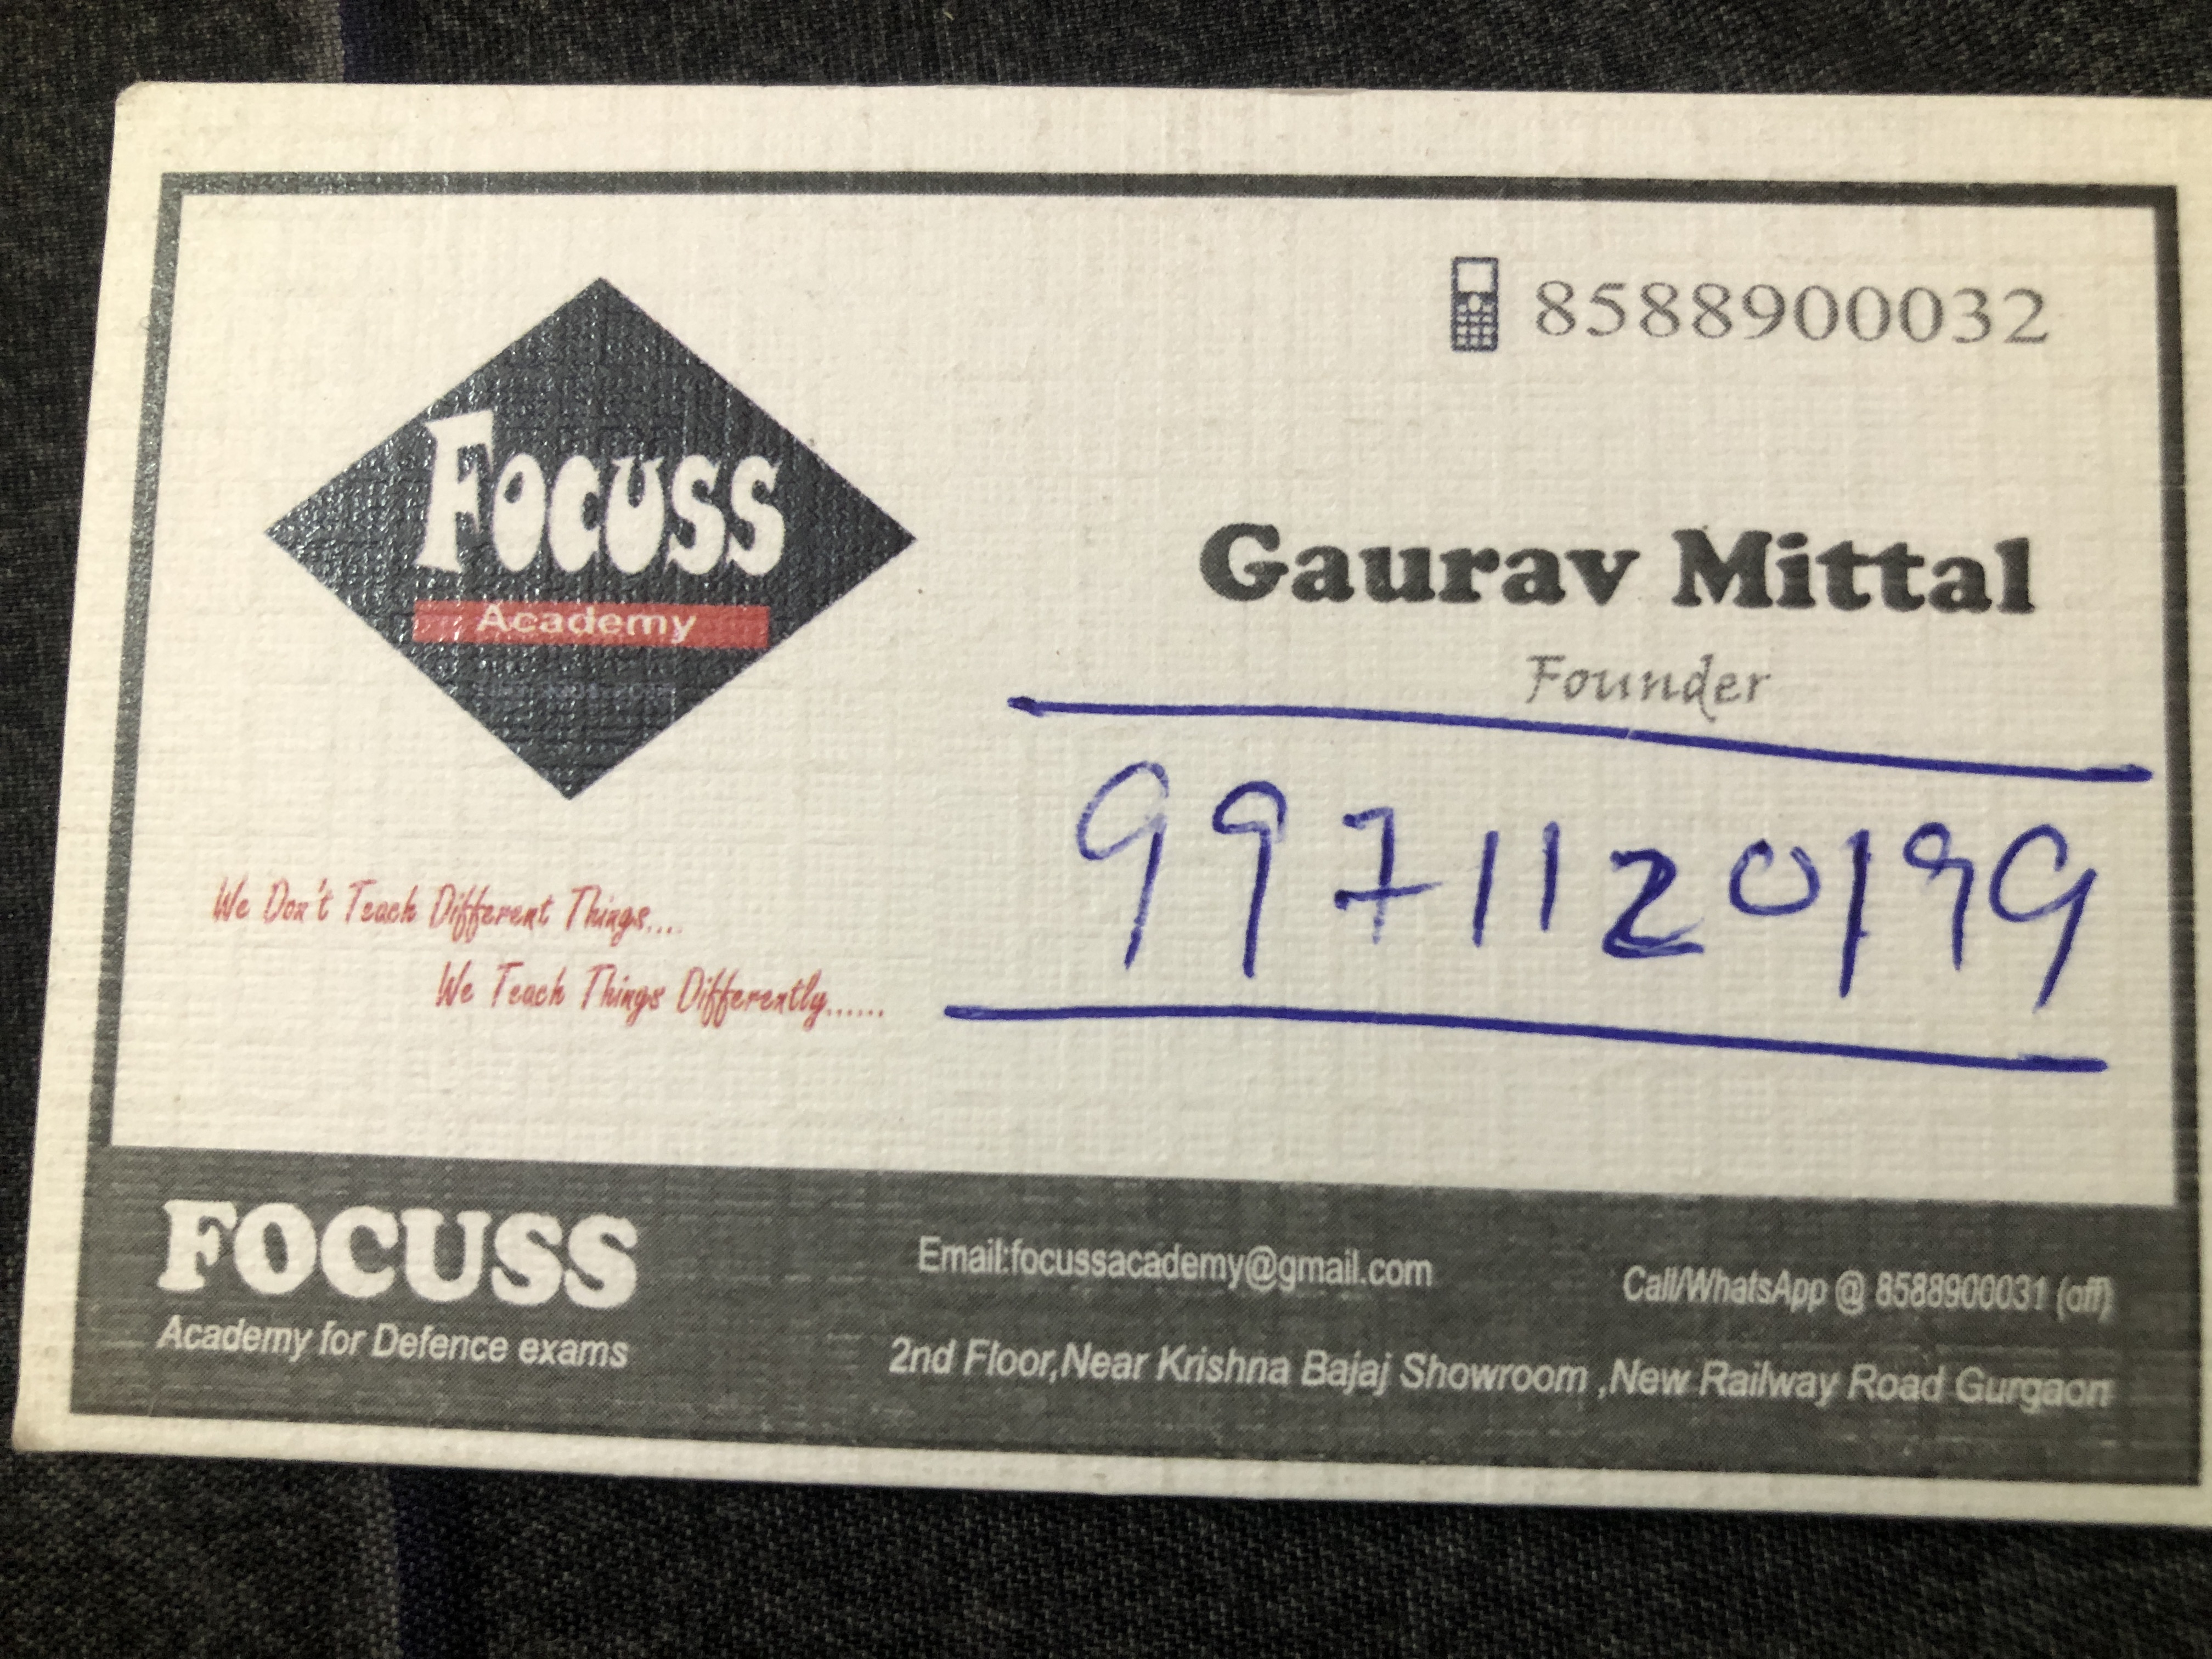 8588900032
FOCUSS
Academy
Gaurav Mittal
Founder
9971120199
We Don't Teach Different Things....
We Teach Things Differently......
FOCUSS
Academy for Defence exams
Email:focussacademy@gmail.com
Call/WhatsApp @ 8588900031 (off)
2nd Floor,Near Krishna Bajaj Showroom ,New Railway Road Gurgaon